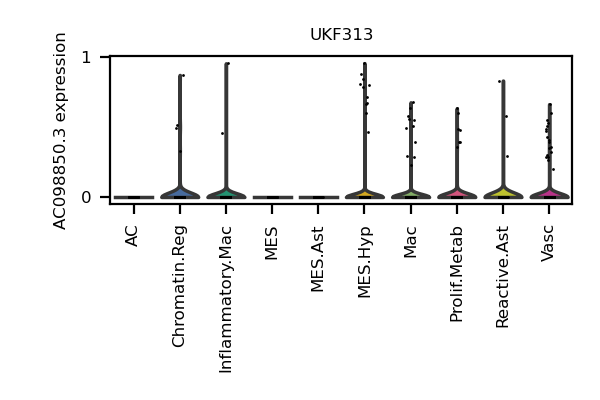 UKF313
AC098850.3 expression
1
0
AC
Chromatin.Reg
Inflammatory.Mac
MES
MES.Ast
MES.Hyp
Mac
Prolif.Metab
Reactive.Ast
Vasc